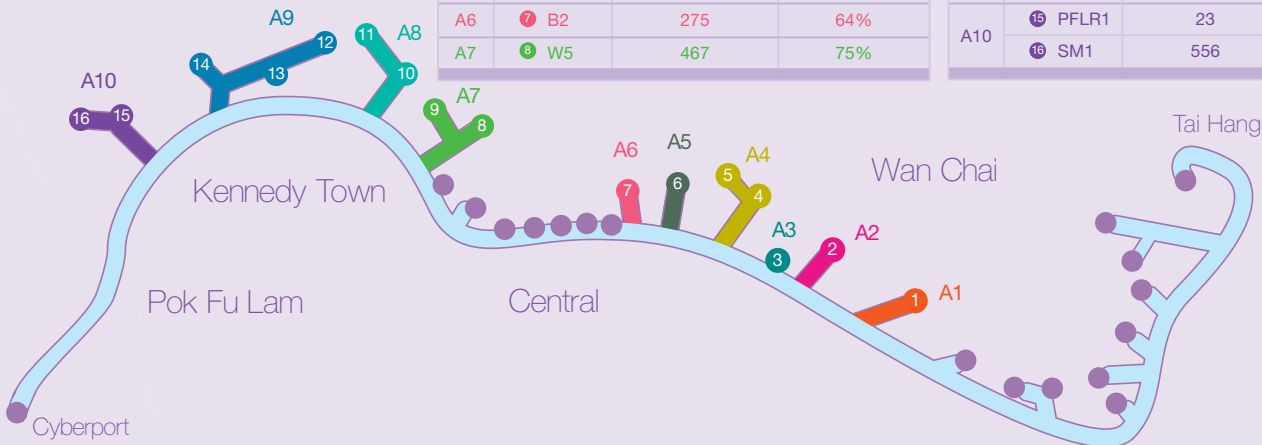 A6 7 B2 275 64%
A7 8 W5 467 75%
A10 15 PFLR1 23
16 SM1 556
A9
12
13
14
A8
11
10
A10
16 15
A7
9
8
Tai Hang
A6
7
A5
6
A4
5
4
Wan Chai
Kennedy Town
A3
3
A2
2
Pok Fu Lam
Central
A1
1
Cyberport